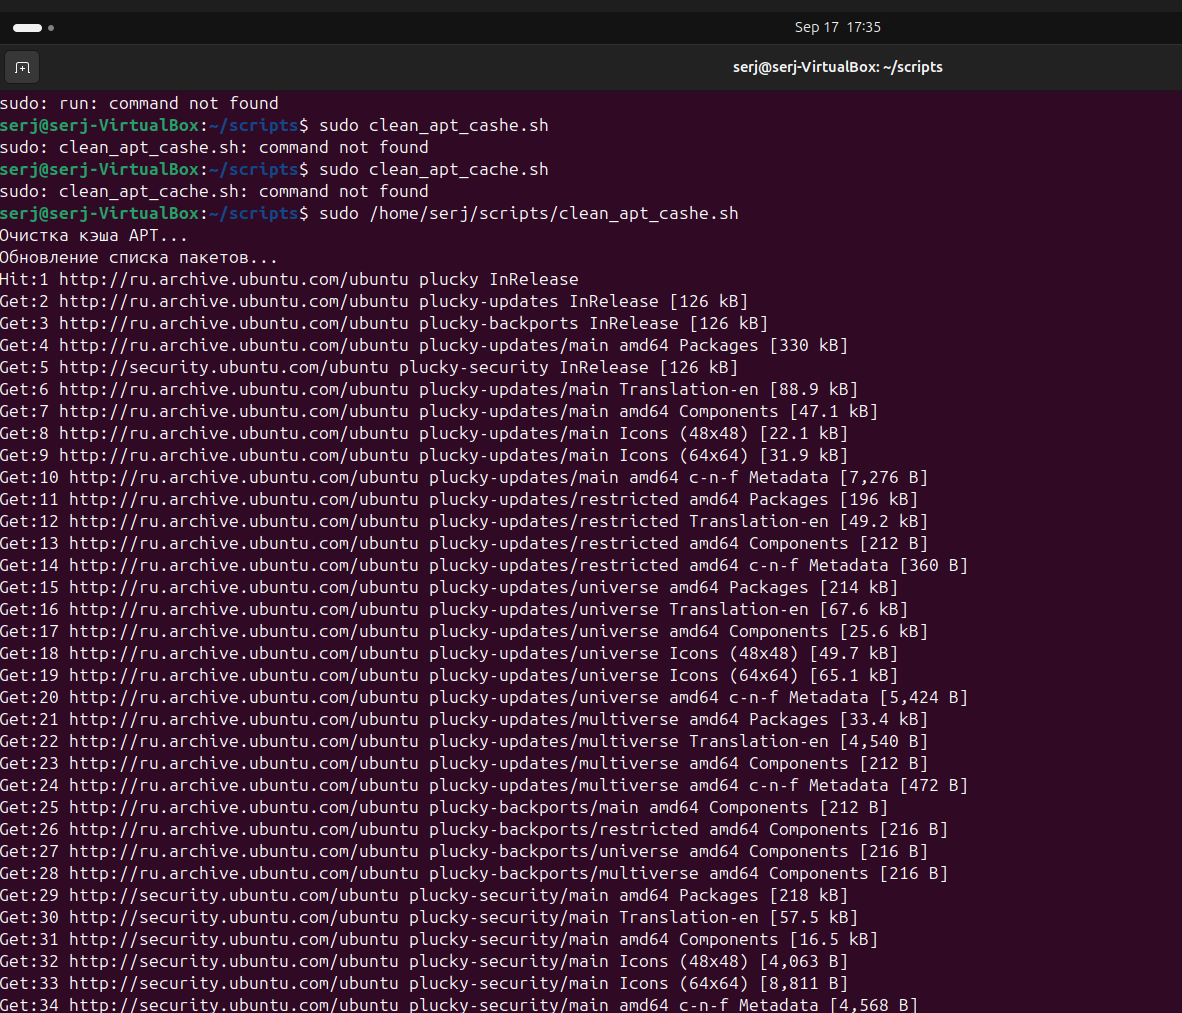 Sep 17 17:35
serj@serj-VirtualBox: ~/scripts
sudo: run: command not found
serj@serj-VirtualBox:~/scripts$ sudo clean_apt_cashe.sh
sudo: clean_apt_cashe.sh: command not found
serj@serj-VirtualBox:~/scripts$ sudo clean_apt_cache.sh
sudo: clean_apt_cache.sh: command not found
serj@serj-VirtualBox:~/scripts$ sudo /home/serj/scripts/clean_apt_cashe.sh
Очистка кэша APT...
Обновление списка пакетов...
Hit:1 http://ru.archive.ubuntu.com/ubuntu plucky InRelease
Get:2 http://ru.archive.ubuntu.com/ubuntu plucky-updates InRelease [126 kB]
Get:3 http://ru.archive.ubuntu.com/ubuntu plucky-backports InRelease [126 kB]
Get:4 http://ru.archive.ubuntu.com/ubuntu plucky-updates/main amd64 Packages [330 kB]
Get:5 http://security.ubuntu.com/ubuntu plucky-security InRelease [126 kB]
Get:6 http://ru.archive.ubuntu.com/ubuntu plucky-updates/main Translation-en [88.9 kB]
Get:7 http://ru.archive.ubuntu.com/ubuntu plucky-updates/main amd64 Components [47.1 kB]
Get:8 http://ru.archive.ubuntu.com/ubuntu plucky-updates/main Icons (48x48) [22.1 kB]
Get:9 http://ru.archive.ubuntu.com/ubuntu plucky-updates/main Icons (64x64) [31.9 kB]
Get:10 http://ru.archive.ubuntu.com/ubuntu plucky-updates/main amd64 c-n-f Metadata [7,276 B]
Get:11 http://ru.archive.ubuntu.com/ubuntu plucky-updates/restricted amd64 Packages [196 kB]
Get:12 http://ru.archive.ubuntu.com/ubuntu plucky-updates/restricted Translation-en [49.2 kB]
Get:13 http://ru.archive.ubuntu.com/ubuntu plucky-updates/restricted amd64 Components [212 B]
Get:14 http://ru.archive.ubuntu.com/ubuntu plucky-updates/restricted amd64 c-n-f Metadata [360 B]
Get:15 http://ru.archive.ubuntu.com/ubuntu plucky-updates/universe amd64 Packages [214 kB]
Get:16 http://ru.archive.ubuntu.com/ubuntu plucky-updates/universe Translation-en [67.6 kB]
Get:17 http://ru.archive.ubuntu.com/ubuntu plucky-updates/universe amd64 Components [25.6 kB]
Get:18 http://ru.archive.ubuntu.com/ubuntu plucky-updates/universe Icons (48x48) [49.7 kB]
Get:19 http://ru.archive.ubuntu.com/ubuntu plucky-updates/universe Icons (64x64) [65.1 kB]
Get:20 http://ru.archive.ubuntu.com/ubuntu plucky-updates/universe amd64 c-n-f Metadata [5,424 B]
Get:21 http://ru.archive.ubuntu.com/ubuntu plucky-updates/multiverse amd64 Packages [33.4 kB]
Get:22 http://ru.archive.ubuntu.com/ubuntu plucky-updates/multiverse Translation-en [4,540 B]
Get:23 http://ru.archive.ubuntu.com/ubuntu plucky-updates/multiverse amd64 Components [212 B]
Get:24 http://ru.archive.ubuntu.com/ubuntu plucky-updates/multiverse amd64 c-n-f Metadata [472 B]
Get:25 http://ru.archive.ubuntu.com/ubuntu plucky-backports/main amd64 Components [212 B]
Get:26 http://ru.archive.ubuntu.com/ubuntu plucky-backports/restricted amd64 Components [216 B]
Get:27 http://ru.archive.ubuntu.com/ubuntu plucky-backports/universe amd64 Components [216 B]
Get:28 http://ru.archive.ubuntu.com/ubuntu plucky-backports/multiverse amd64 Components [216 B]
Get:29 http://security.ubuntu.com/ubuntu plucky-security/main amd64 Packages [218 kB]
Get:30 http://security.ubuntu.com/ubuntu plucky-security/main Translation-en [57.5 kB]
Get:31 http://security.ubuntu.com/ubuntu plucky-security/main amd64 Components [16.5 kB]
Get:32 http://security.ubuntu.com/ubuntu plucky-security/main Icons (48x48) [4,063 B]
Get:33 http://security.ubuntu.com/ubuntu plucky-security/main Icons (64x64) [8,811 B]
Get:34 http://security.ubuntu.com/ubuntu plucky-security/main amd64 c-n-f Metadata [4,568 B]